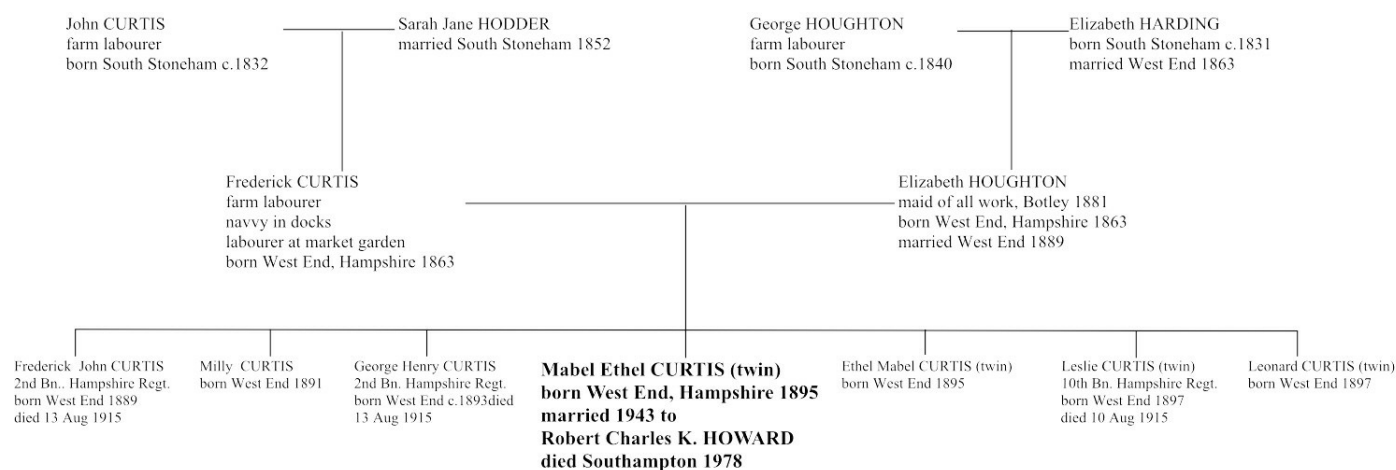 John CURTIS
farm labourer
born South Stoneham c.1832
Sarah Jane HODDER
married South Stoneham 1852
George HOUGHTON
farm labourer
born South Stoneham c.1840
Elizabeth HARDING
born South Stoneham c.1831
married West End 1863
Frederick CURTIS
farm labourer
navvy in docks
labourer at market garden
born West End, Hampshire 1863
Elizabeth HOUGHTON
maid of all work, Botley 1881
born West End, Hampshire 1863
married West End 1889
Frederick John CURTIS
2nd Bn.. Hampshire Regt.
born West End 1889
died 13 Aug 1915
Milly CURTIS
born West End 1891
George Henry CURTIS
2nd Bn. Hampshire Regt.
born West End c.1893died
13 Aug 1915
Mabel Ethel CURTIS (twin)
born West End, Hampshire 1895
married 1943 to
Robert Charles K. HOWARD
died Southampton 1978
Ethel Mabel CURTIS (twin)
born West End 1895
Leslie CURTIS (twin)
10th Bn. Hampshire Regt.
born West End 1897
died 10 Aug 1915
Leonard CURTIS (twin)
born West End 1897